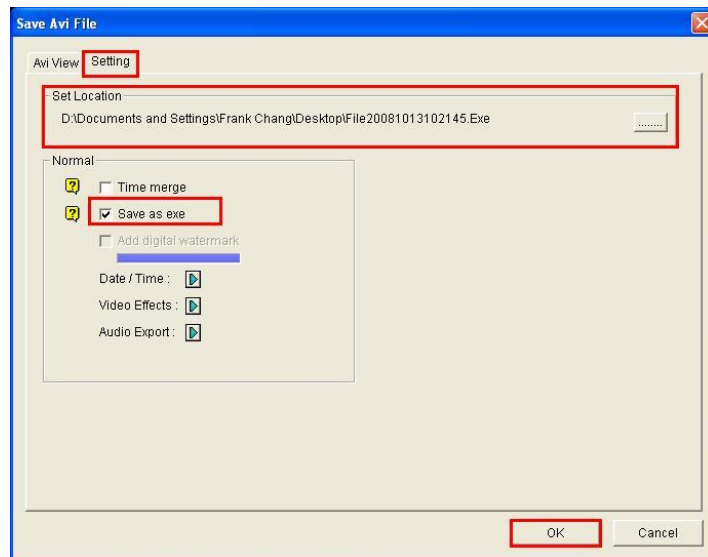 Save Avi File
Avi View Setting
Set Location
D:\Documents and Settings\Frank Chang\Desktop\File20081013102145.Exe ........
Normal
Time merge
Save as exe
Add digital watermark
Date / Time :
Video Effects :
Audio Export :
OK Cancel